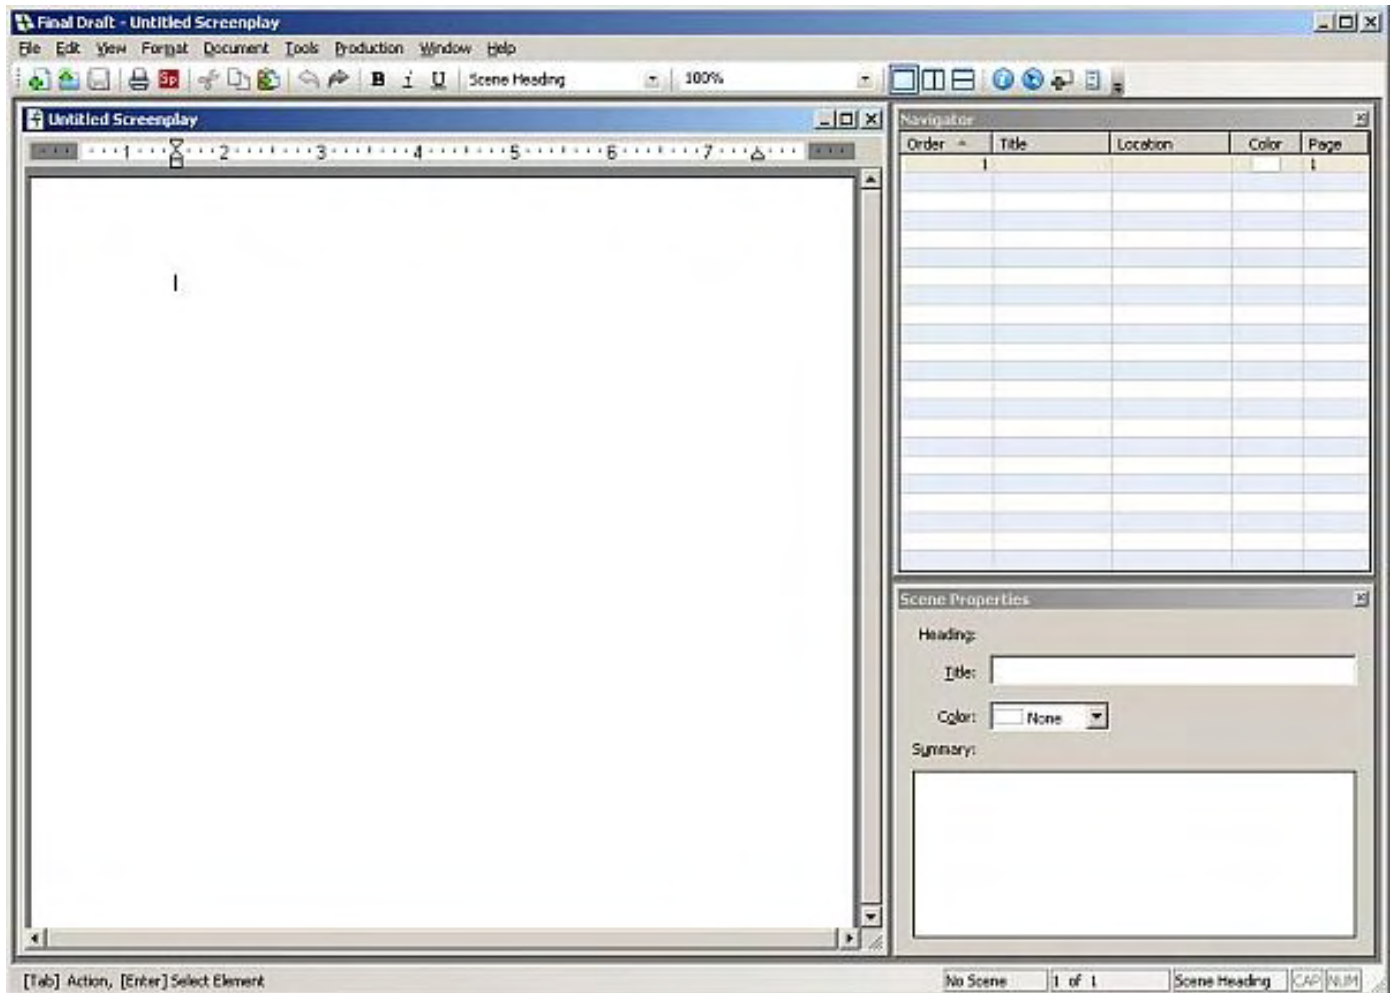 Final Draft - Untitled Screenplay
File Edit View Format Document Tools Production Window Help
Sp B i U Scene Heading 100%
Untitled Screenplay
1 2 3 4 5 6 7
Navigator
Order Title Location Color Page
1 1
Scene Properties
Heading:
Title:
Color: None
Summary:
[Tab] Action, [Enter] Select Element No Scene 1 of 1 Scene Heading CAP NUM